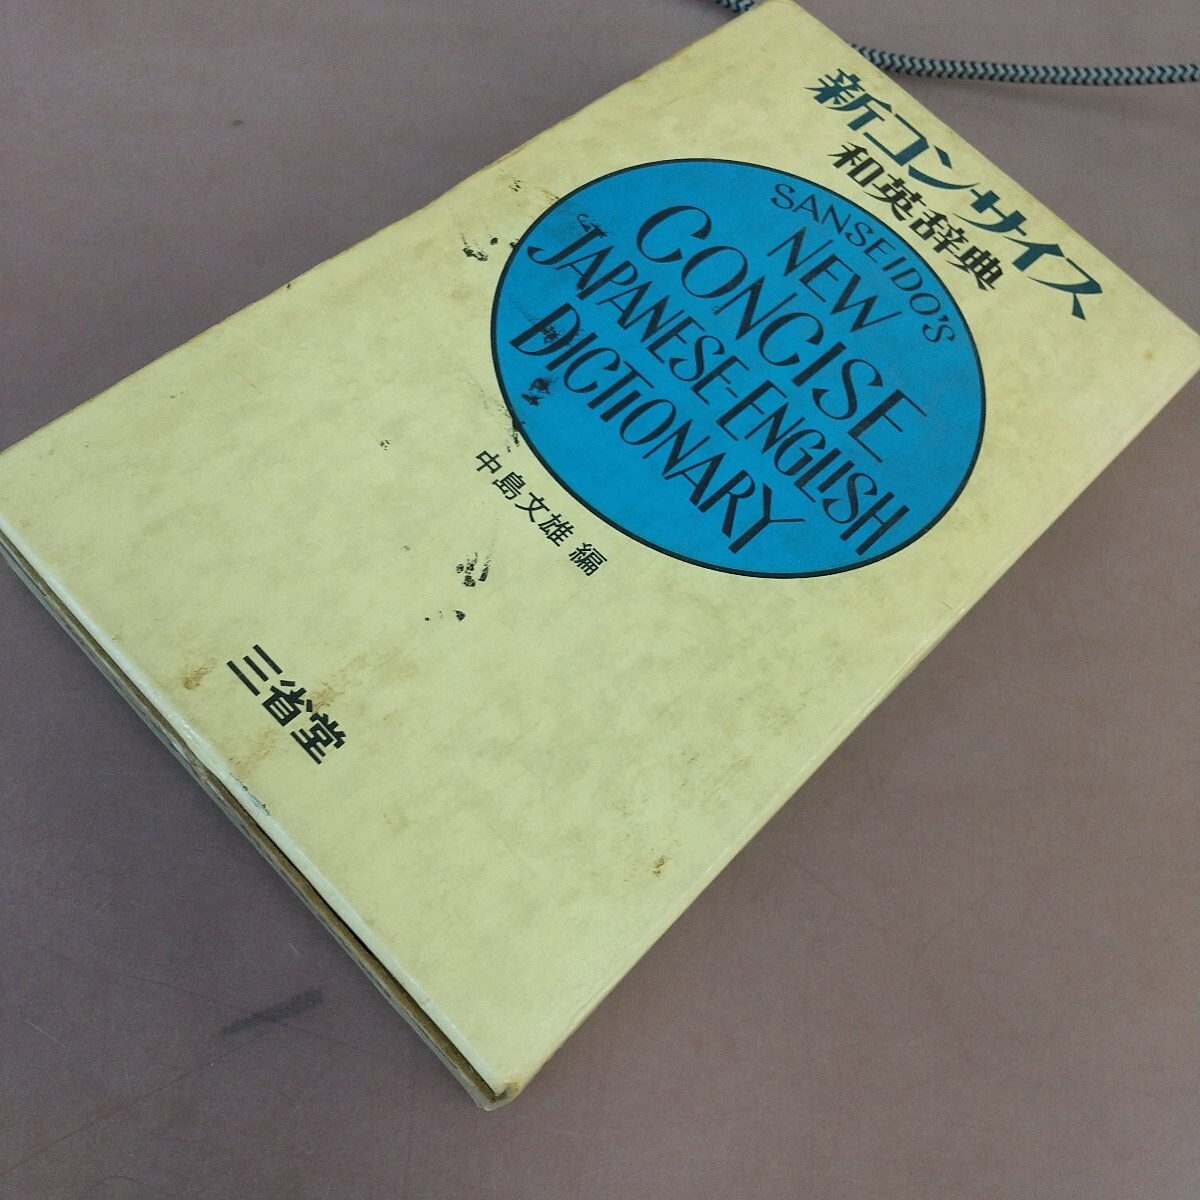 新コンサイス
和英辞典
SANSEIDO'S
NEW
CONCISE
JAPANESE-ENGLISH
DICTIONARY
中島文雄 編
三省堂